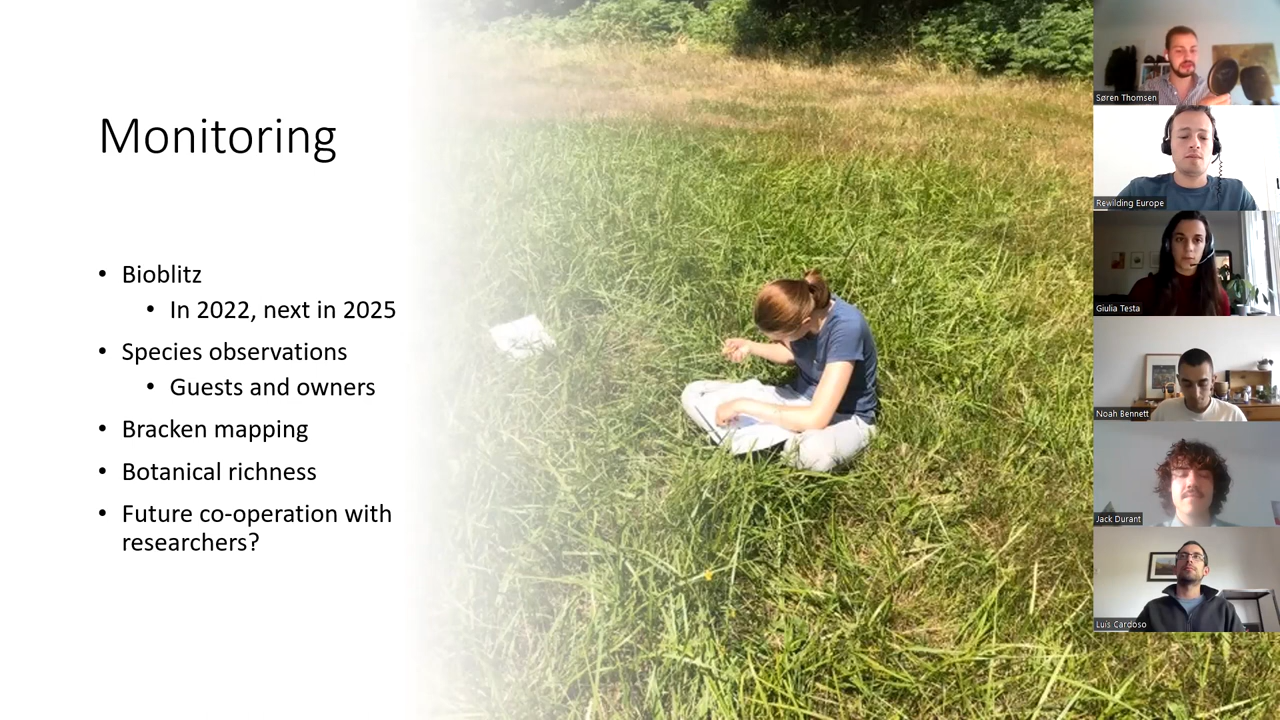 Monitoring
• Bioblitz
• In 2022, next in 2025
• Species observations
• Guests and owners
• Bracken mapping
• Botanical richness
• Future co-operation with
researchers?
Søren Thomsen
Rewilding Europe
Giulia Testa
Noah Bennett
Jack Durant
Luís Cardoso